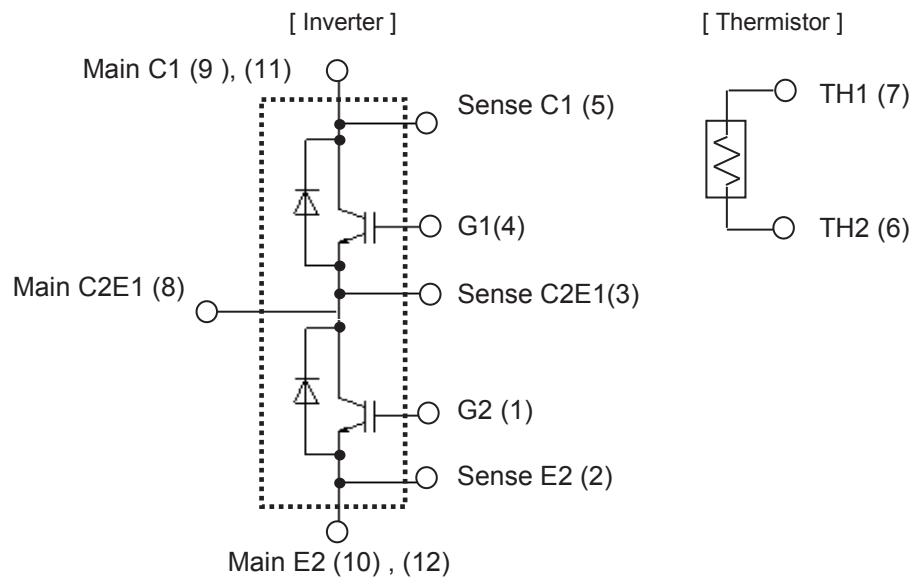 [ Inverter ]
[ Thermistor ]
Main C1 (9 ) , (11)
Sense C1 (5)
TH1 (7)
G1(4)
TH2 (6)
Main C2E1 (8)
Sense C2E1(3)
G2 (1)
Sense E2 (2)
Main E2 (10) , (12)